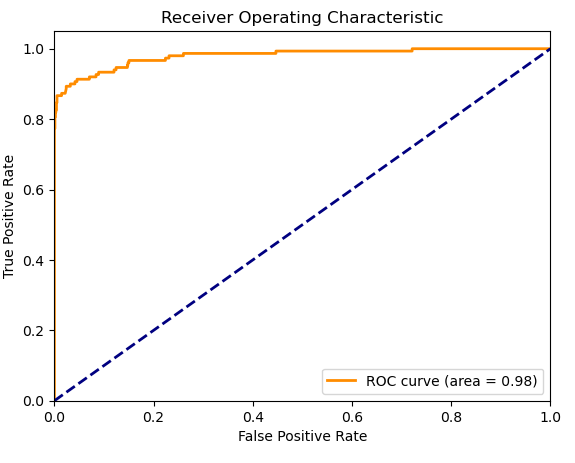 Receiver Operating Characteristic
True Positive Rate
1.0
0.8
0.6
0.4
0.2
0.0
ROC curve (area = 0.98)
0.0 0.2 0.4 0.6 0.8 1.0
False Positive Rate